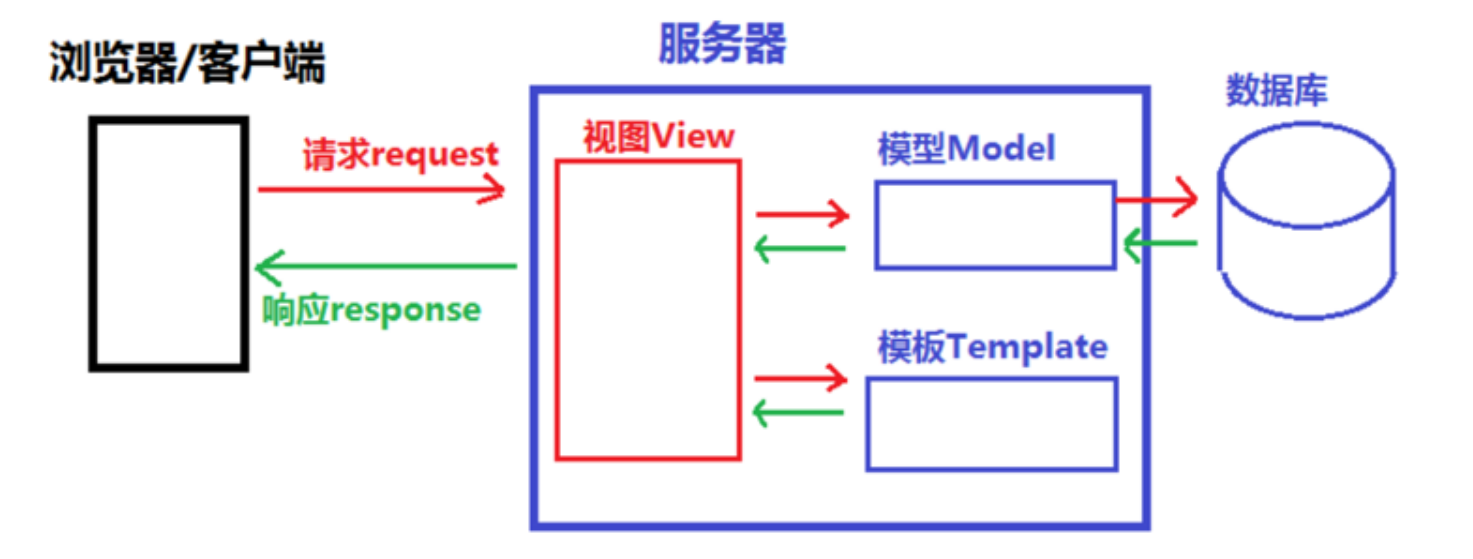 浏览器/客户端
服务器
数据库
请求request
响应response
视图View
模型Model
模板Template